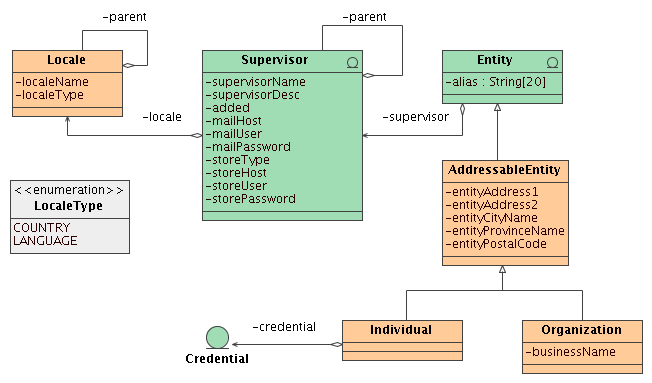 -parent
-parent
Locale
-localeName
-localeType
Supervisor
-supervisorName
-supervisorDesc
-added
-mailHost
-mailUser
-mailPassword
-storeType
-storeHost
-storeUser
-storePassword
Entity
-alias : String[20]
-locale
-supervisor
AddressableEntity
-entityAddress1
-entityAddress2
-entityCityName
-entityProvinceName
-entityPostalCode
<<enumeration>>
LocaleType
COUNTRY
LANGUAGE
-credential
Credential
Individual
Organization
-businessName